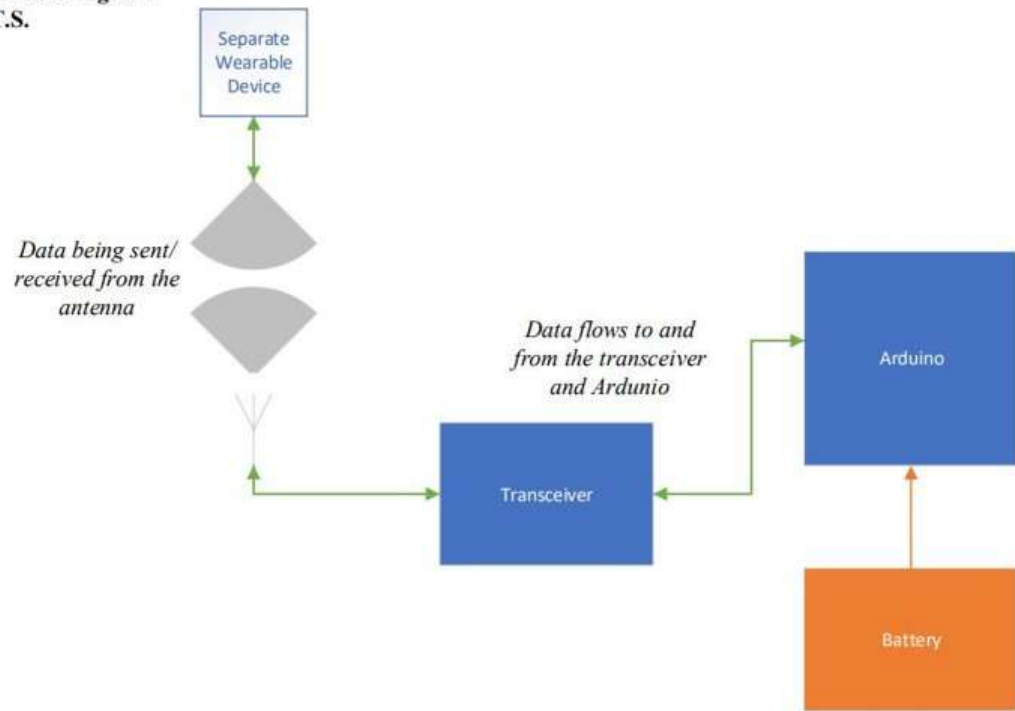 T.S.
Separate
Wearable
Device
Data being sent/
received from the
antenna
Data flows to and
from the transceiver
and Ardunio
Arduino
Transceiver
Battery